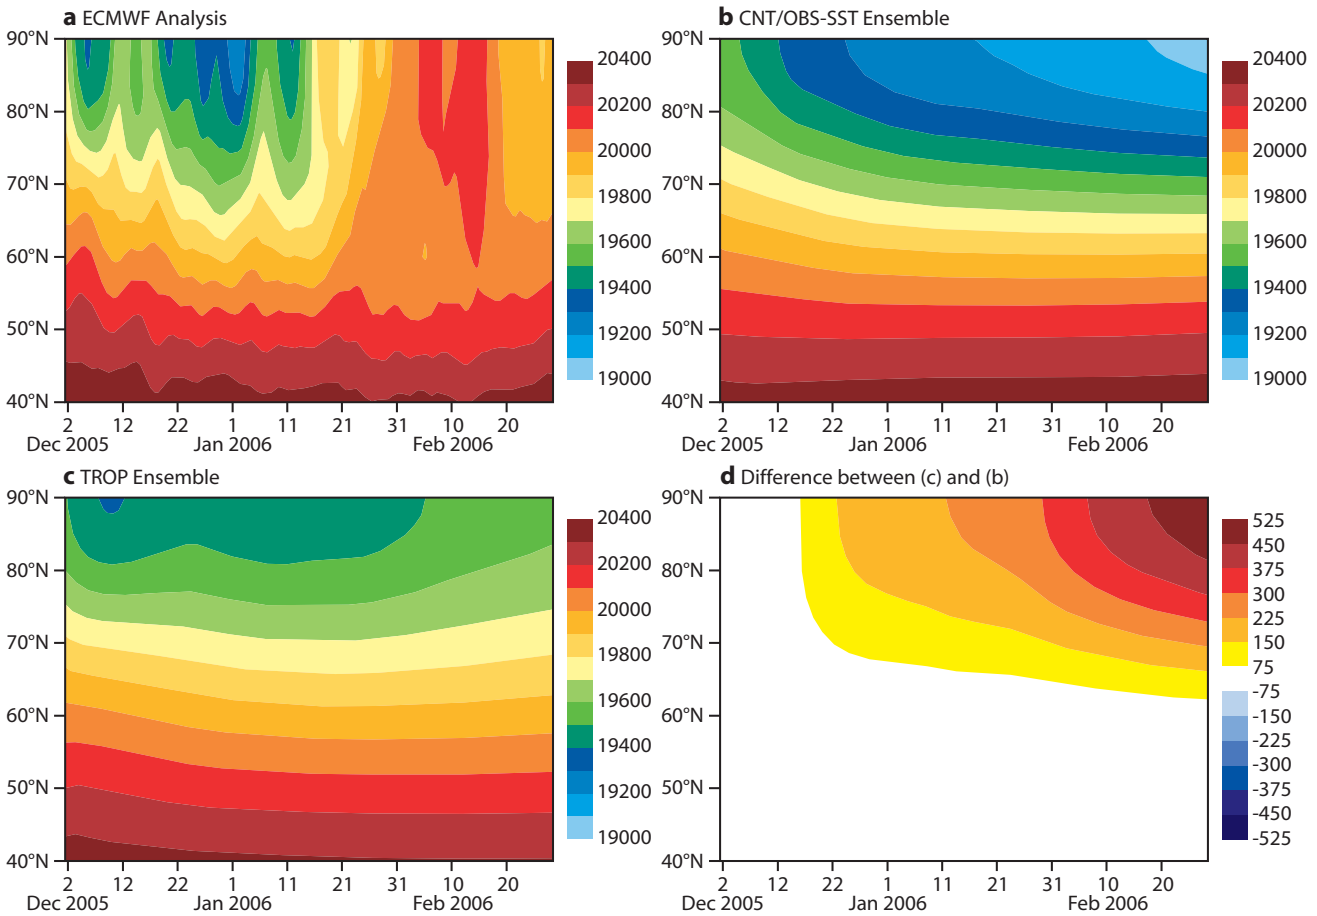 a ECMWF Analysis
90°N
80°N
70°N
60°N
50°N
40°N
2 12 22 1 11 21 31 10 20
Dec 2005 Jan 2006 Feb 2006
20400
20200
20000
19800
19600
19400
19200
19000
b CNT/OBS-SST Ensemble
90°N
80°N
70°N
60°N
50°N
40°N
2 12 22 1 11 21 31 10 20
Dec 2005 Jan 2006 Feb 2006
20400
20200
20000
19800
19600
19400
19200
19000
c TROP Ensemble
90°N
80°N
70°N
60°N
50°N
40°N
2 12 22 1 11 21 31 10 20
Dec 2005 Jan 2006 Feb 2006
20400
20200
20000
19800
19600
19400
19200
19000
d Difference between (c) and (b)
90°N
80°N
70°N
60°N
50°N
40°N
2 12 22 1 11 21 31 10 20
Dec 2005 Jan 2006 Feb 2006
525
450
375
300
225
150
75
-75
-150
-225
-300
-375
-450
-525